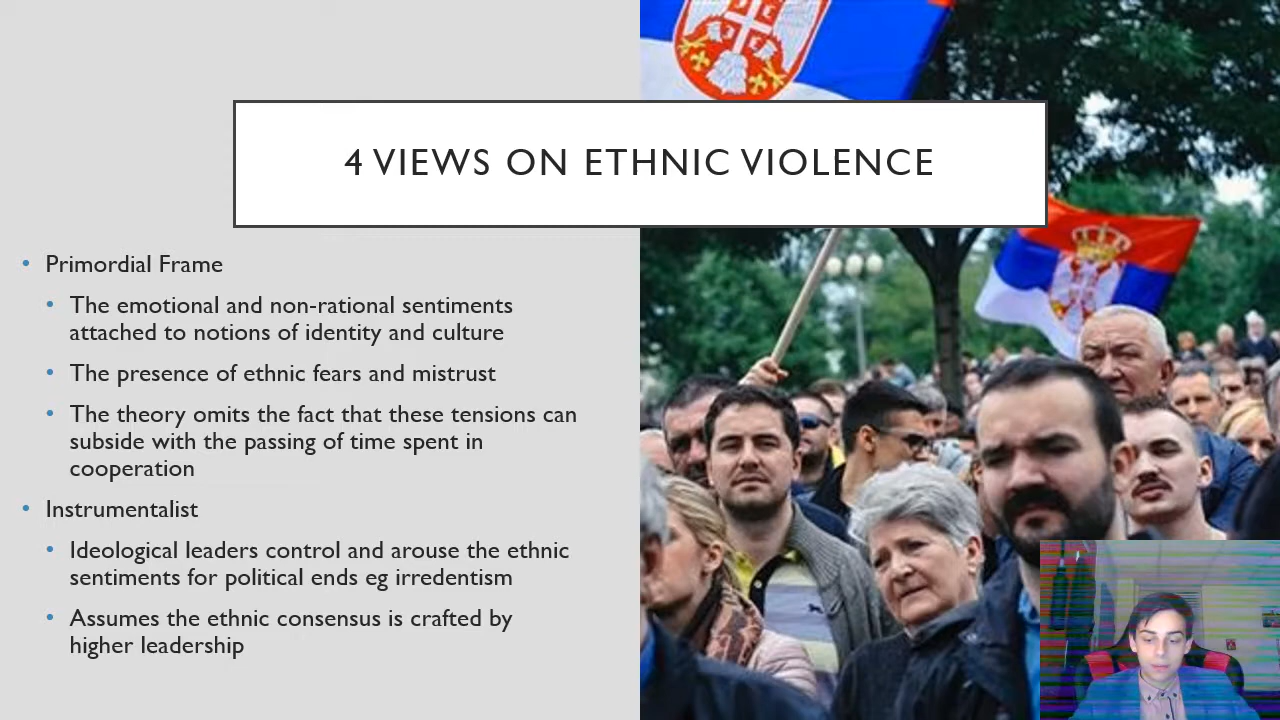 4 VIEWS ON ETHNIC VIOLENCE
• Primordial Frame
• The emotional and non-rational sentiments
attached to notions of identity and culture
• The presence of ethnic fears and mistrust
• The theory omits the fact that these tensions can
subside with the passing of time spent in
cooperation
• Instrumentalist
• Ideological leaders control and arouse the ethnic
sentiments for political ends eg irredentism
• Assumes the ethnic consensus is crafted by
higher leadership